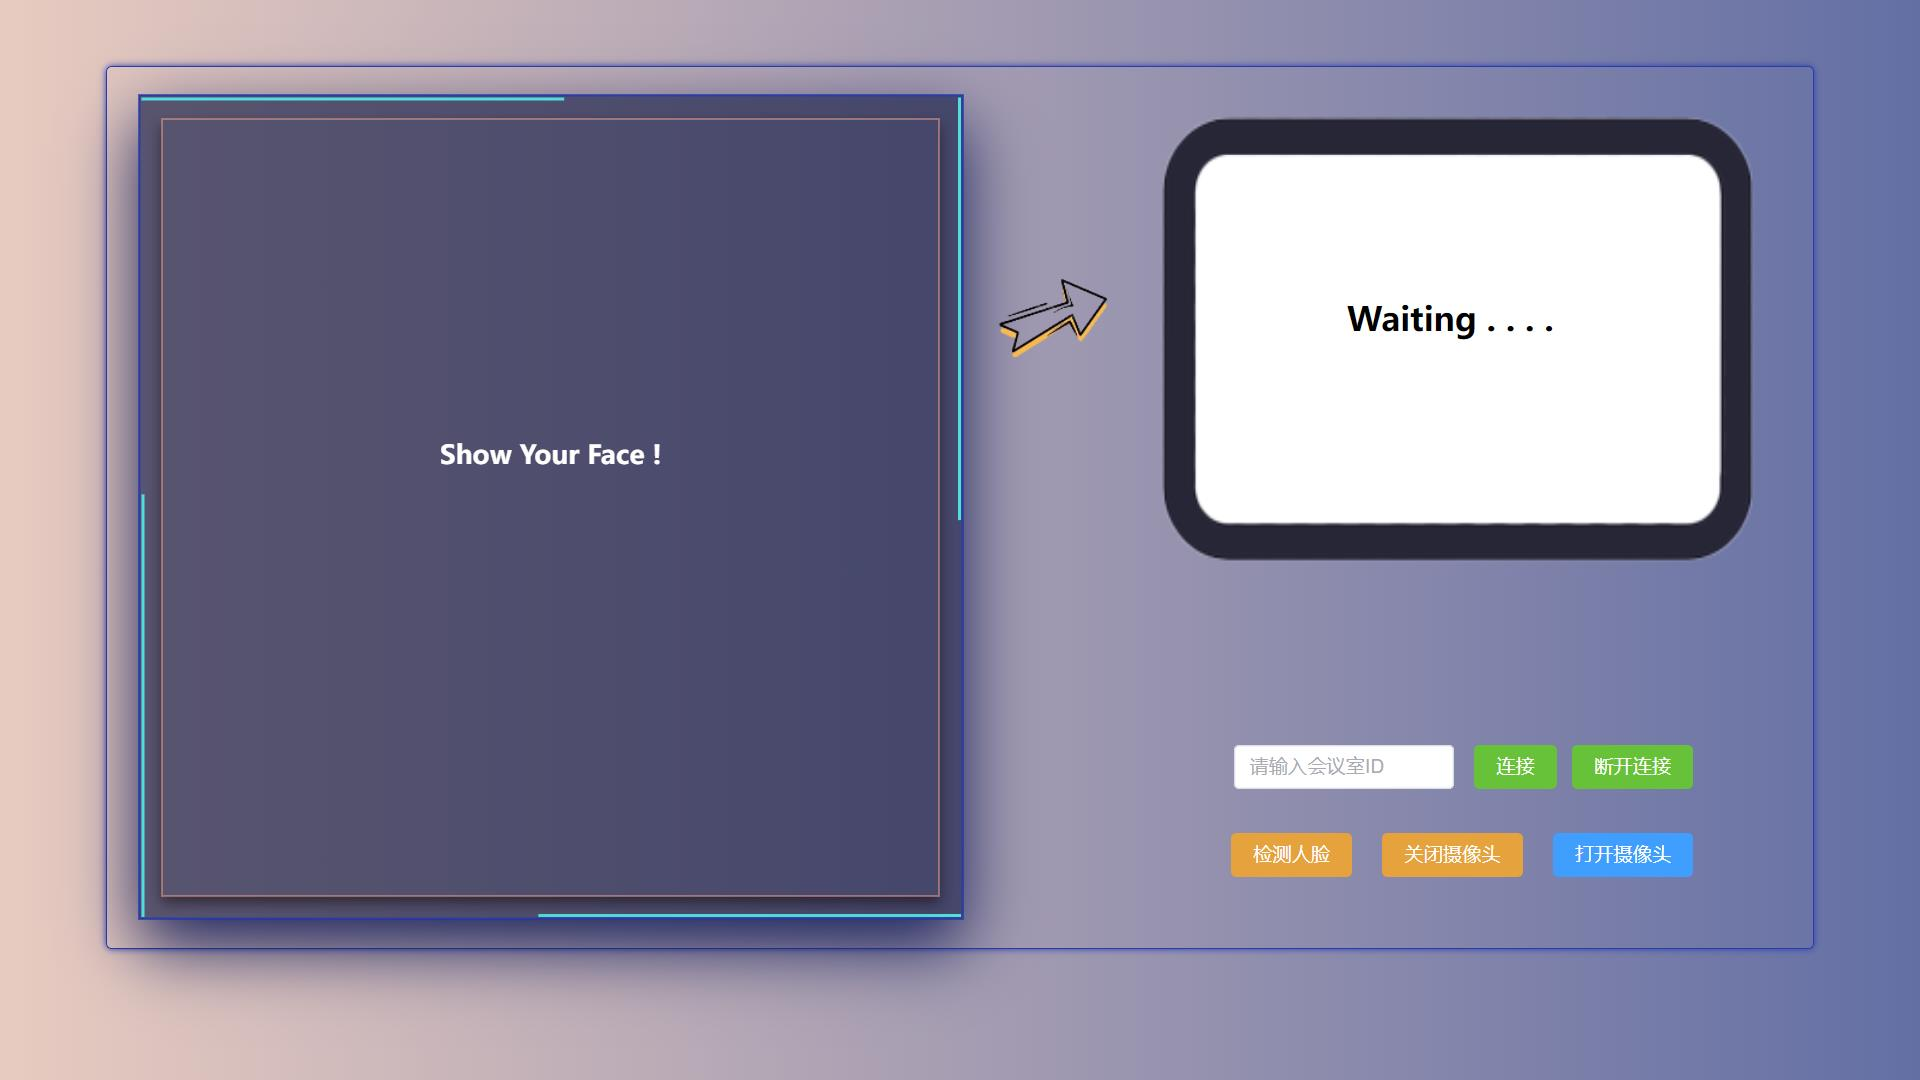 Show Your Face !
Waiting . . . .
请输入会议室ID
连接
断开连接
检测人脸
关闭摄像头
打开摄像头